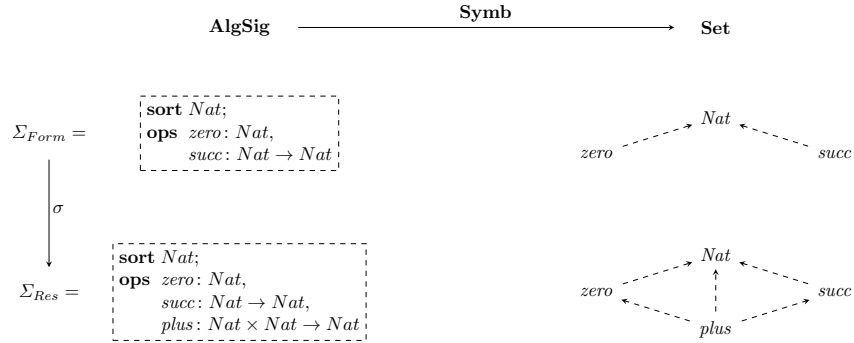 AlgSig Symb Set
Σ_Form = sort Nat;
ops zero: Nat,
succ: Nat → Nat
Nat
zero succ
σ
Σ_Res = sort Nat;
ops zero: Nat,
succ: Nat → Nat,
plus: Nat × Nat → Nat
Nat
zero succ
plus